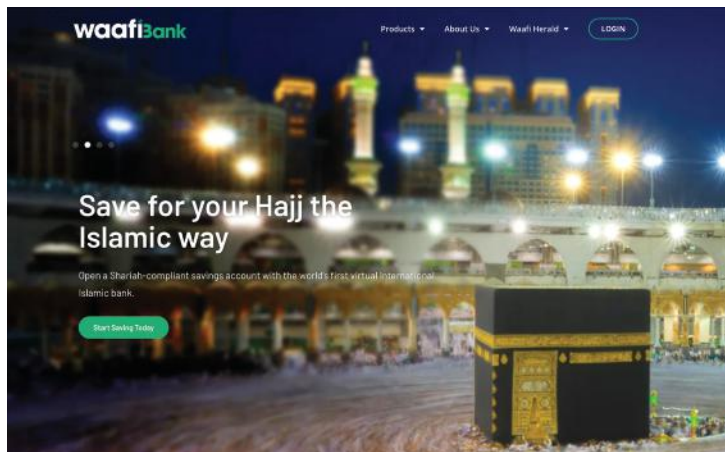 waafiBank
Products
About Us
Waafi Herald
LOGIN
Save for your Hajj the
Islamic way
Open a Shariah-compliant savings account with the world's first virtual international
Islamic bank.
Start Saving Today